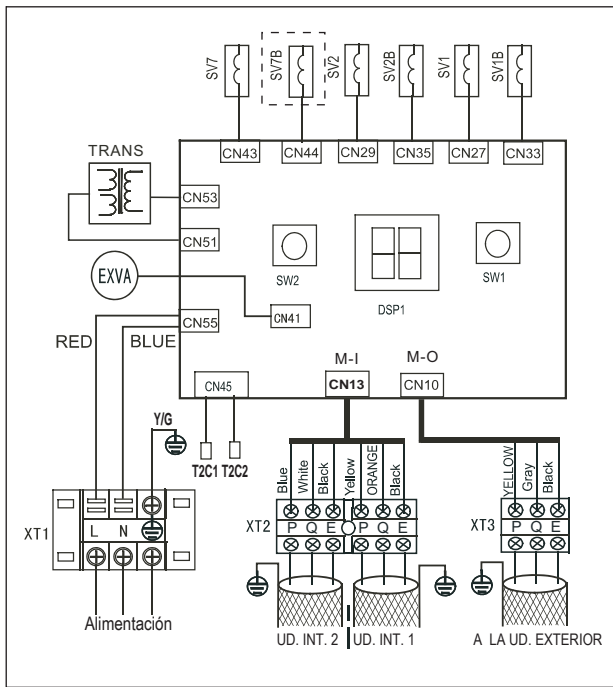 SV7 SV7B SV2 SV2B SV1 SV1B
CN43 CN44 CN29 CN35 CN27 CN33
TRANS
CN53
CN51
EXVA
SW2
DSP1
SW1
CN41
CN55
RED BLUE
M-I M-O
CN45 CN13 CN10
Y/G
T2C1 T2C2
Blue White Black Yellow ORANGE Black
YELLOW Gray Black
XT1 L N
XT2 P Q E P Q E
XT3 P Q E
Alimentación
UD. INT. 2 UD. INT. 1
A LA UD. EXTERIOR